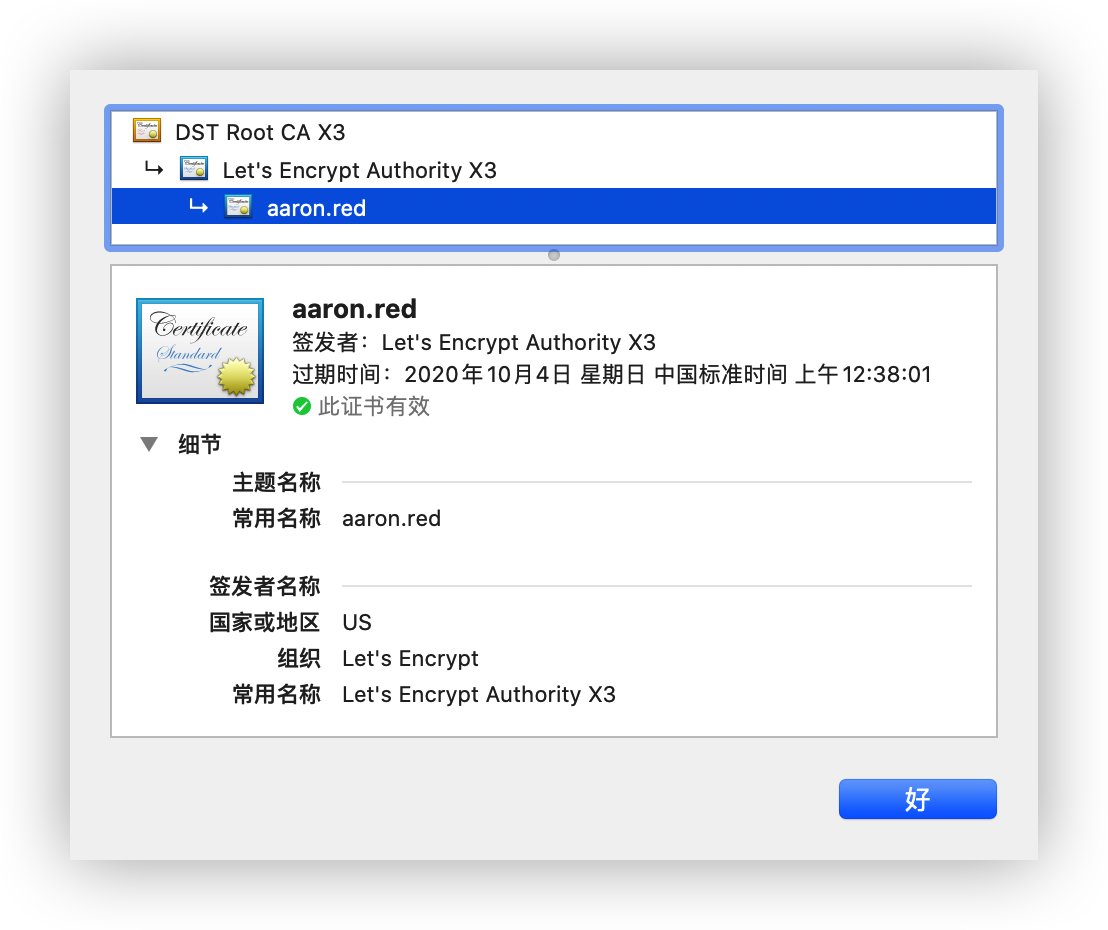 DST Root CA X3
Let's Encrypt Authority X3
aaron.red
Certificate
Standard
aaron.red
签发者：Let's Encrypt Authority X3
过期时间：2020年10月4日 星期日 中国标准时间 上午12:38:01
此证书有效
细节
主题名称
常用名称 aaron.red
签发者名称
国家或地区 US
组织 Let's Encrypt
常用名称 Let's Encrypt Authority X3
好